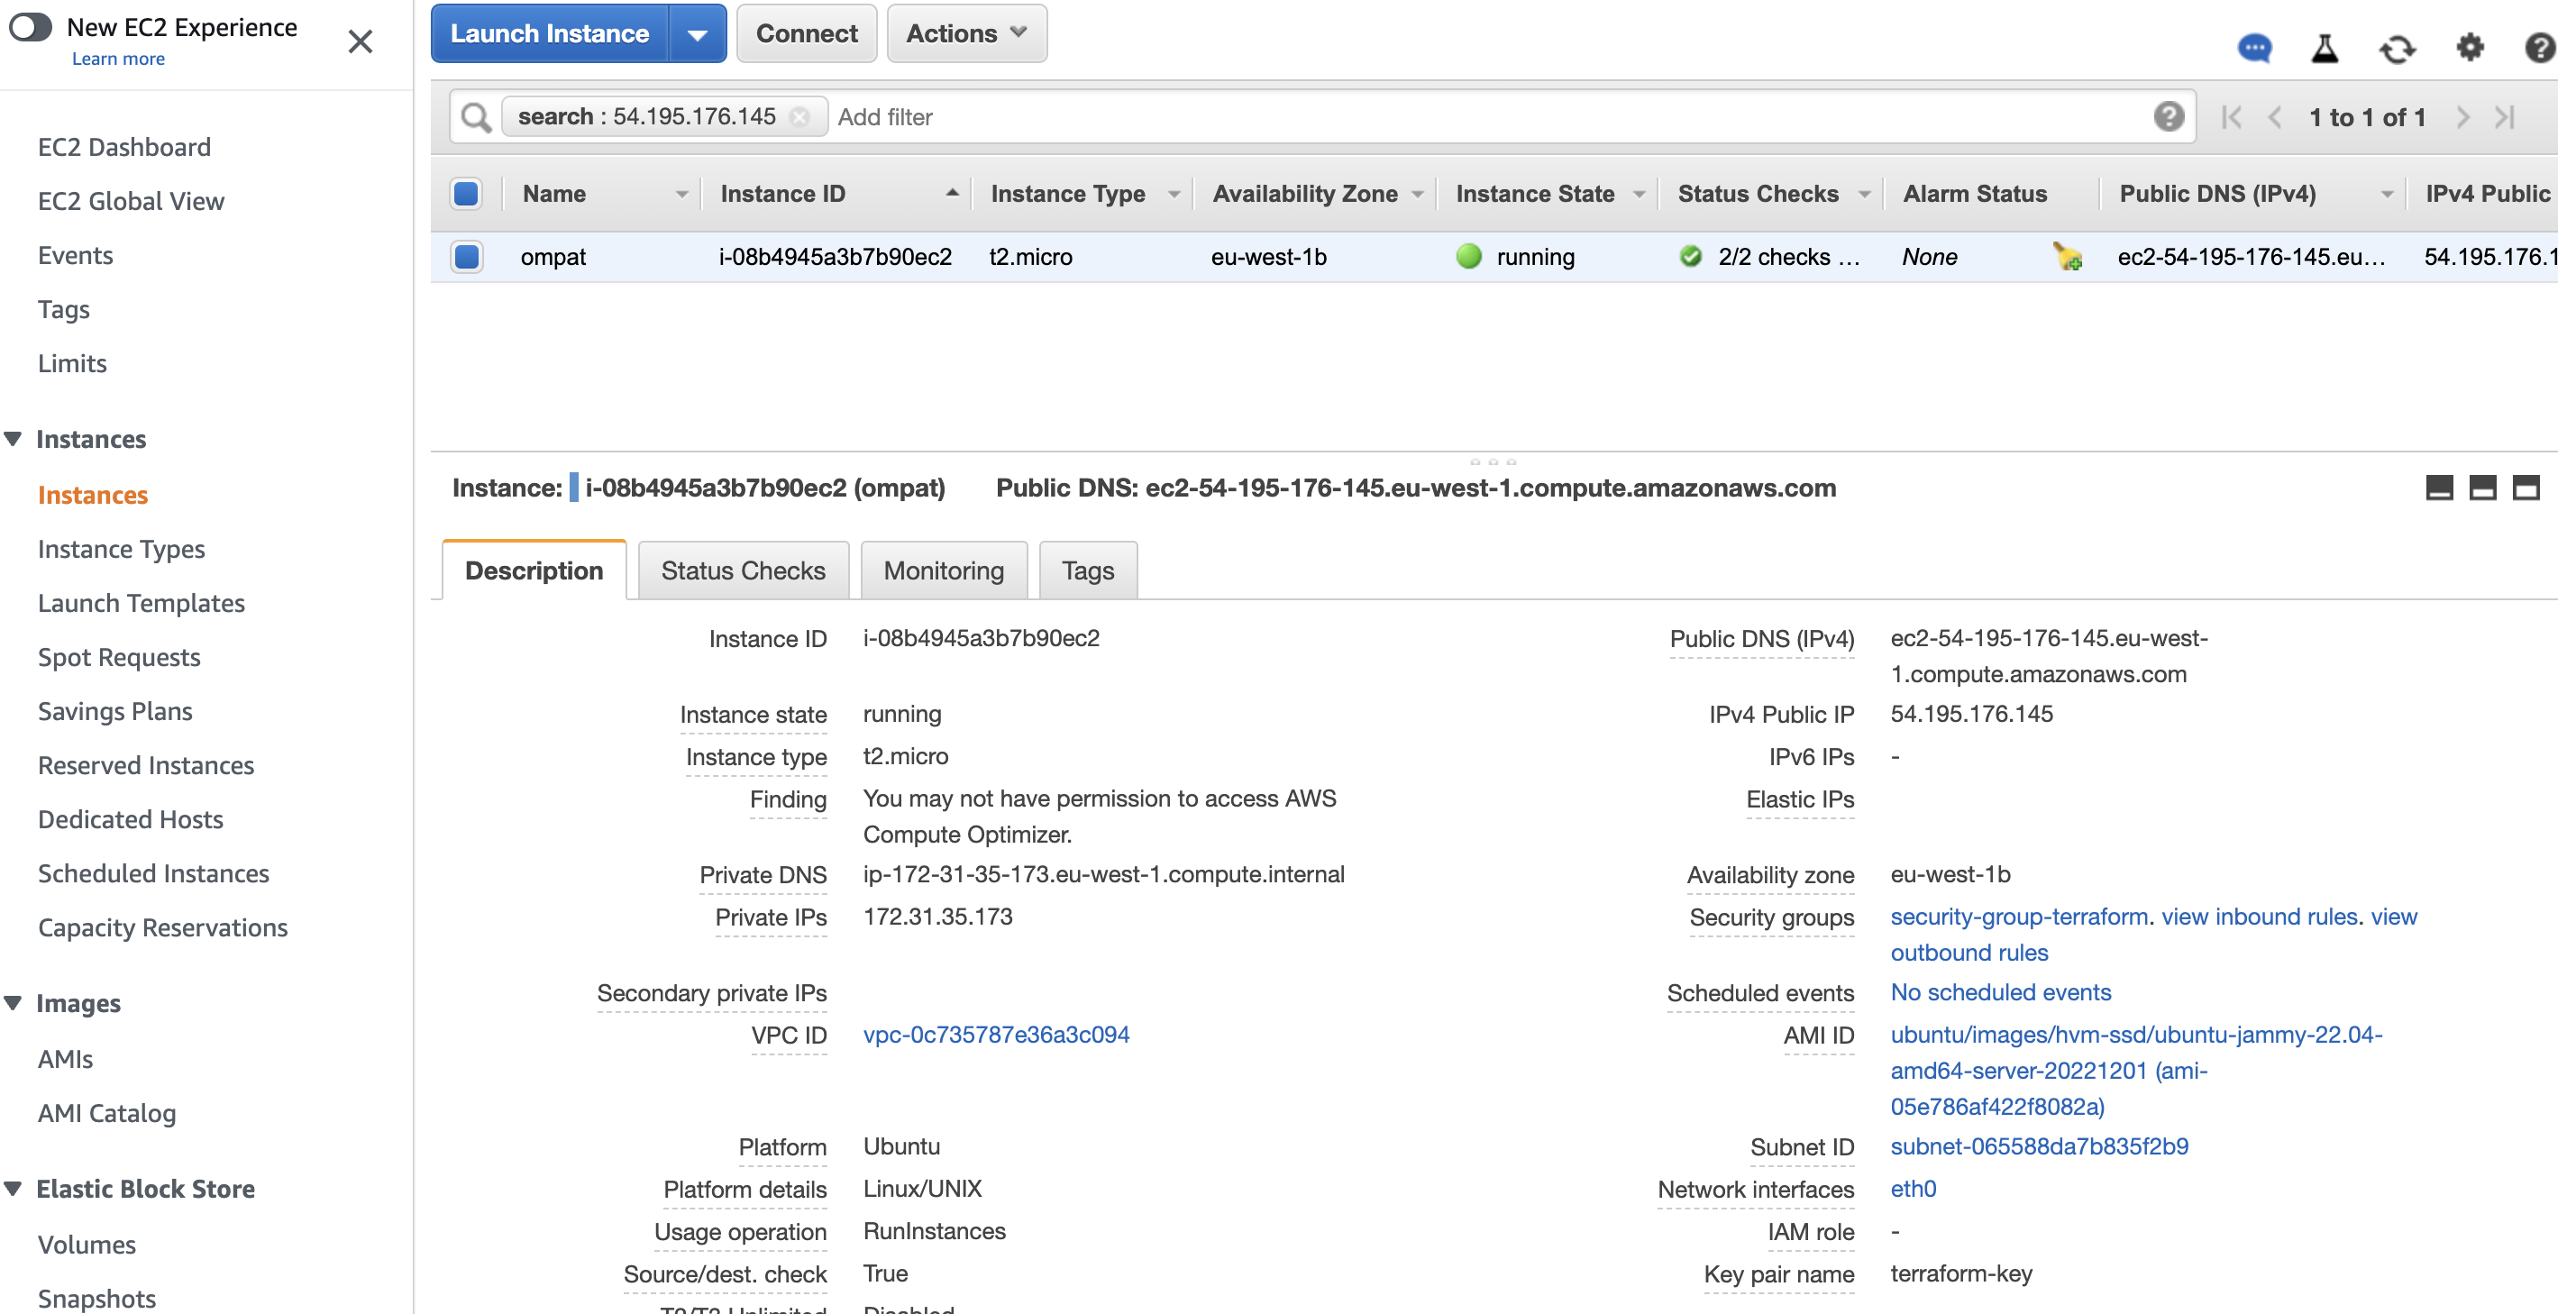 New EC2 Experience
Learn more
EC2 Dashboard
EC2 Global View
Events
Tags
Limits
Instances
Instances
Instance Types
Launch Templates
Spot Requests
Savings Plans
Reserved Instances
Dedicated Hosts
Scheduled Instances
Capacity Reservations
Images
AMIs
AMI Catalog
Elastic Block Store
Volumes
Snapshots
Launch Instance Connect Actions
search : 54.195.176.145 Add filter 1 to 1 of 1
Name Instance ID Instance Type Availability Zone Instance State Status Checks Alarm Status Public DNS (IPv4) IPv4 Public
ompat i-08b4945a3b7b90ec2 t2.micro eu-west-1b running 2/2 checks ... None ec2-54-195-176-145.eu... 54.195.176.1
Instance: i-08b4945a3b7b90ec2 (ompat) Public DNS: ec2-54-195-176-145.eu-west-1.compute.amazonaws.com
Description Status Checks Monitoring Tags
Instance ID i-08b4945a3b7b90ec2
Instance state running
Instance type t2.micro
Finding You may not have permission to access AWS
Compute Optimizer.
Private DNS ip-172-31-35-173.eu-west-1.compute.internal
Private IPs 172.31.35.173
Secondary private IPs
VPC ID vpc-0c735787e36a3c094
Platform Ubuntu
Platform details Linux/UNIX
Usage operation RunInstances
Source/dest. check True
T2/T3 Unlimited Disabled
Public DNS (IPv4) ec2-54-195-176-145.eu-west-
1.compute.amazonaws.com
IPv4 Public IP 54.195.176.145
IPv6 IPs -
Elastic IPs
Availability zone eu-west-1b
Security groups security-group-terraform. view inbound rules. view
outbound rules
Scheduled events No scheduled events
AMI ID ubuntu/images/hvm-ssd/ubuntu-jammy-22.04-
amd64-server-20221201 (ami-
05e786af422f8082a)
Subnet ID subnet-065588da7b835f2b9
Network interfaces eth0
IAM role -
Key pair name terraform-key